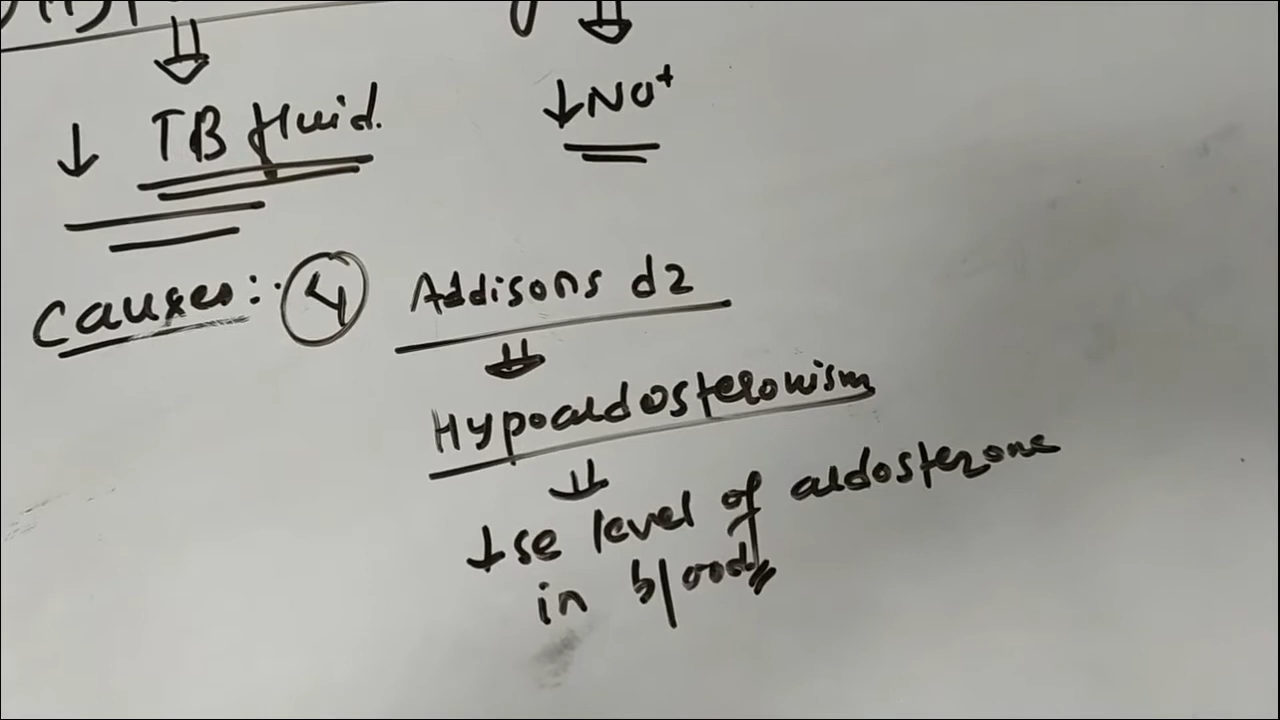 ↓ TB fluid.
↓ Na⁺
Causes:· ④ Addisons dz
Hypoaldosteronism
↓se level of aldosterone
in blood